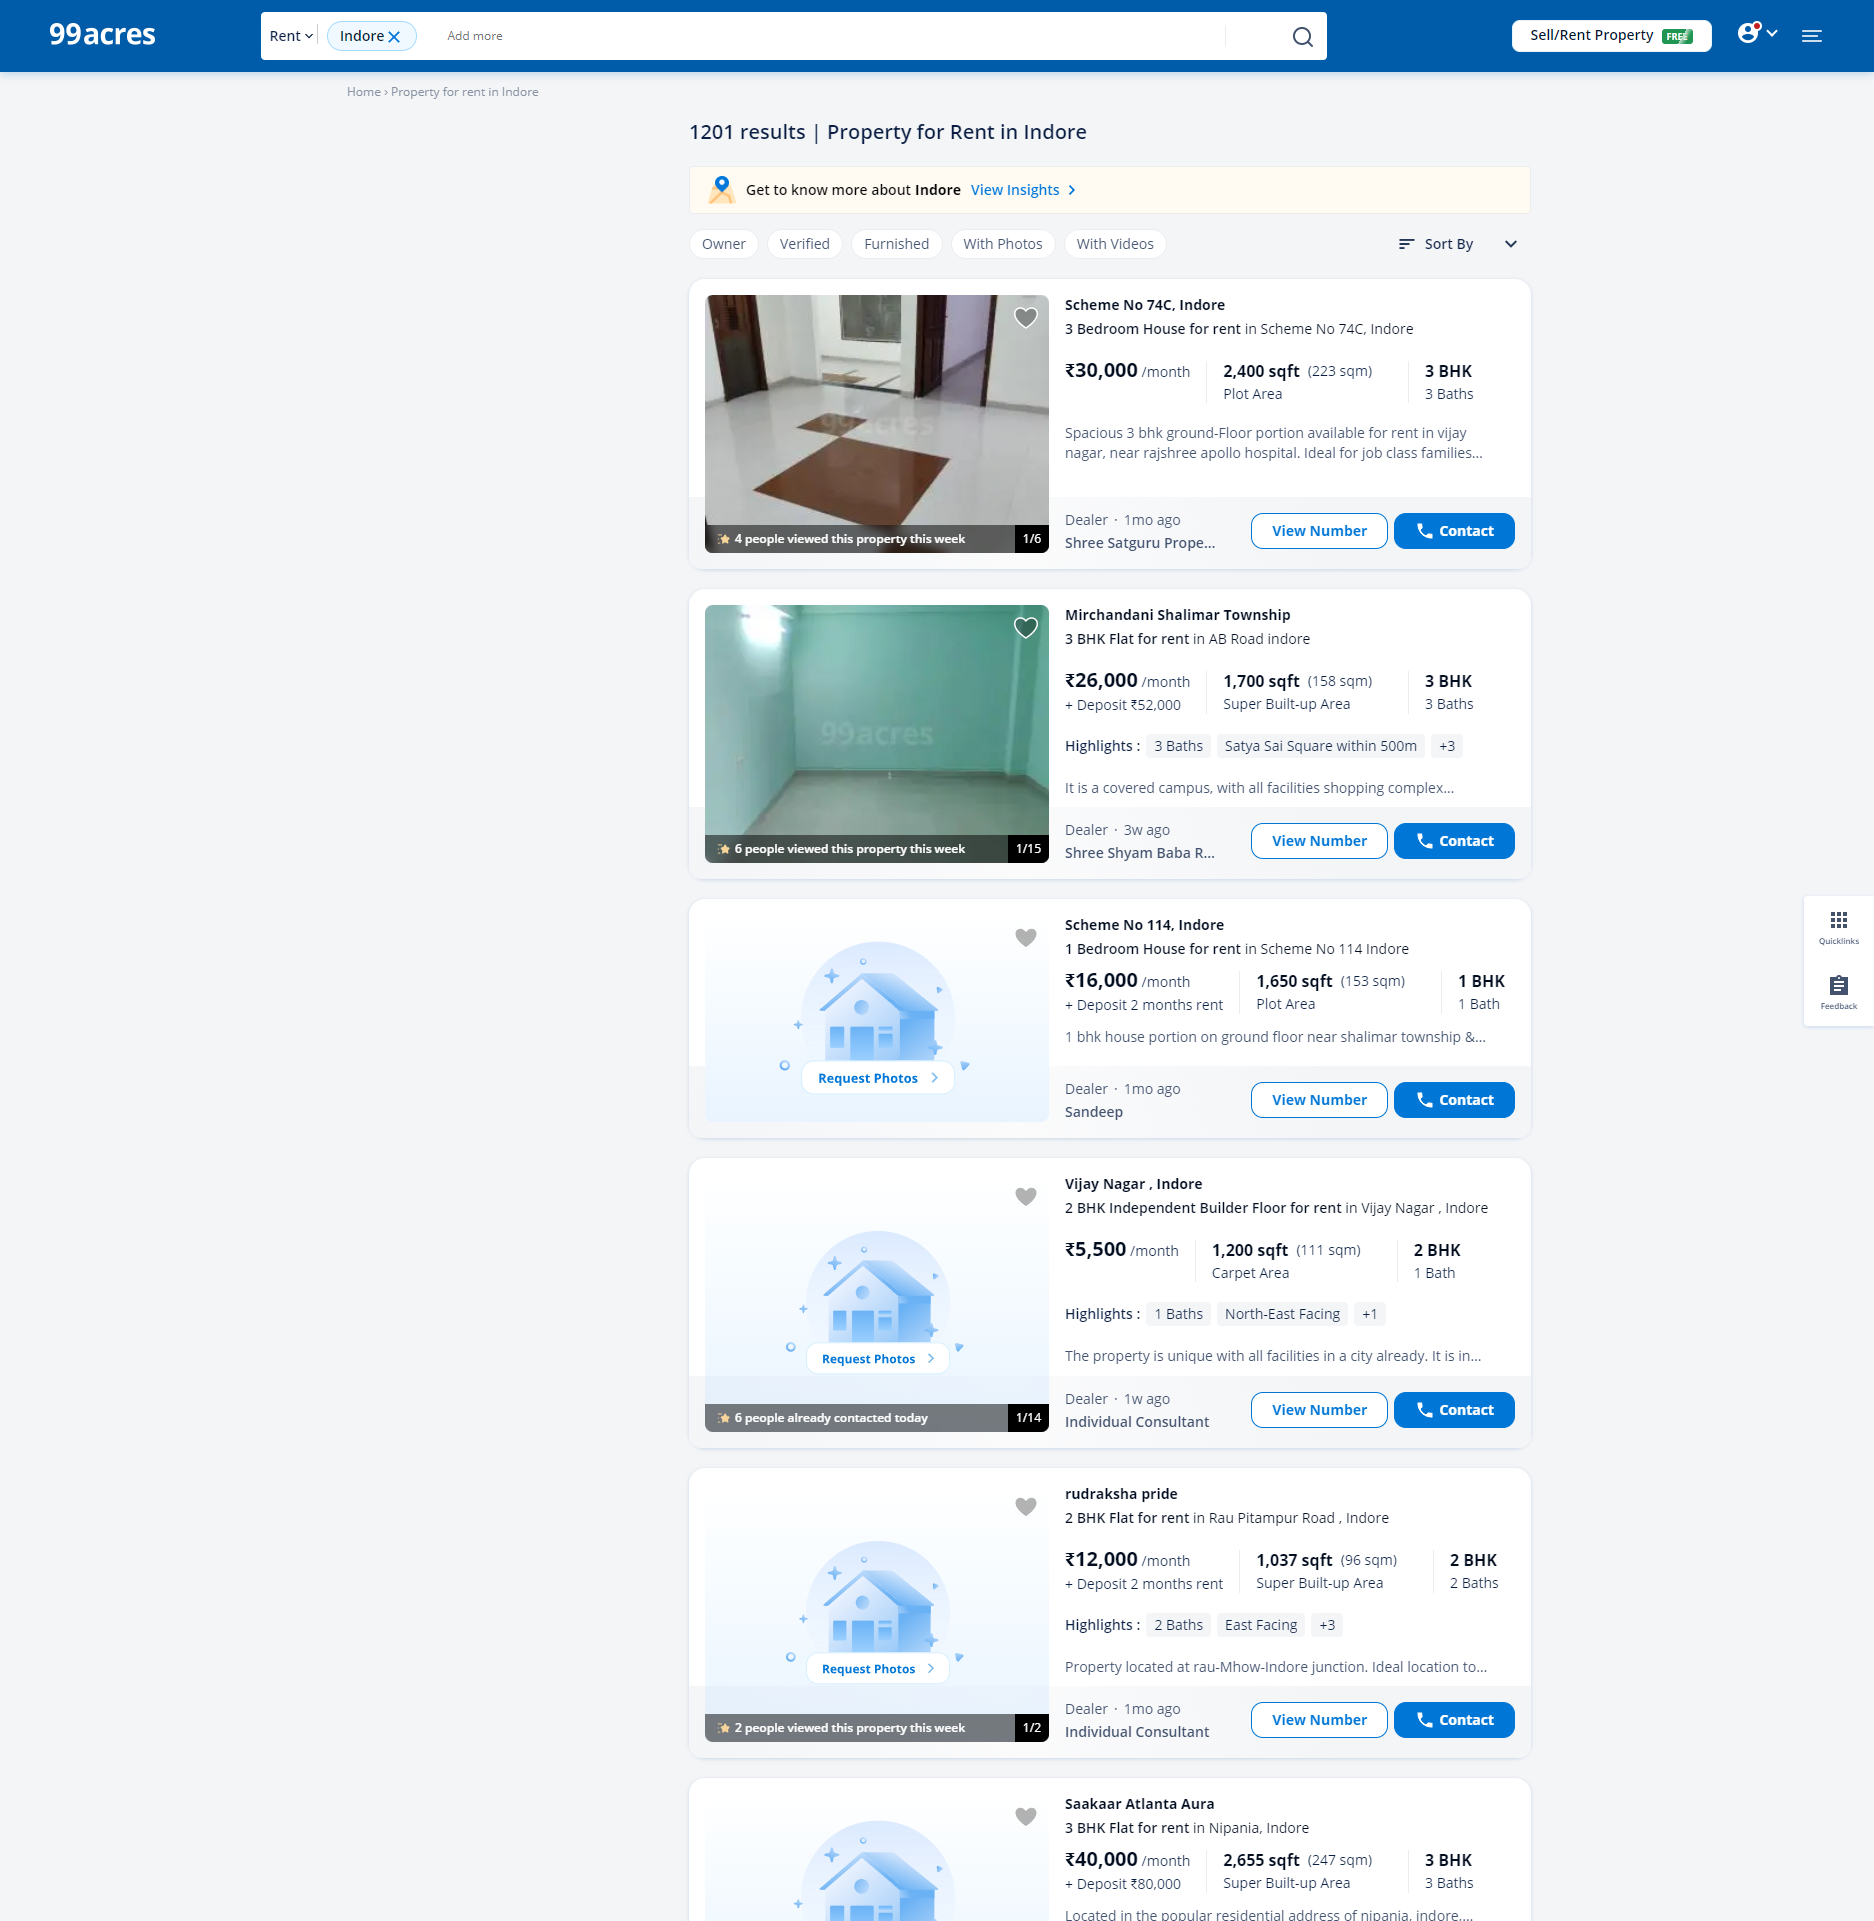 99acres
Rent
Indore
Add more
Sell/Rent Property FREE
Home › Property for rent in Indore
1201 results | Property for Rent in Indore
Get to know more about Indore View Insights
Owner Verified Furnished With Photos With Videos
Sort By
Scheme No 74C, Indore
3 Bedroom House for rent in Scheme No 74C, Indore
₹30,000 /month
2,400 sqft (223 sqm)
Plot Area
3 BHK
3 Baths
Spacious 3 bhk ground-Floor portion available for rent in vijay
nagar, near rajshree apollo hospital. Ideal for job class families...
99acres
4 people viewed this property this week
1/6
Dealer · 1mo ago
Shree Satguru Prope...
View Number
Contact
Mirchandani Shalimar Township
3 BHK Flat for rent in AB Road indore
₹26,000 /month
+ Deposit ₹52,000
1,700 sqft (158 sqm)
Super Built-up Area
3 BHK
3 Baths
Highlights : 3 Baths Satya Sai Square within 500m +3
It is a covered campus, with all facilities shopping complex...
99acres
6 people viewed this property this week
1/15
Dealer · 3w ago
Shree Shyam Baba R...
View Number
Contact
Scheme No 114, Indore
1 Bedroom House for rent in Scheme No 114 Indore
₹16,000 /month
+ Deposit 2 months rent
1,650 sqft (153 sqm)
Plot Area
1 BHK
1 Bath
1 bhk house portion on ground floor near shalimar township &...
Request Photos
Dealer · 1mo ago
Sandeep
View Number
Contact
Quicklinks
Feedback
Vijay Nagar , Indore
2 BHK Independent Builder Floor for rent in Vijay Nagar , Indore
₹5,500 /month
1,200 sqft (111 sqm)
Carpet Area
2 BHK
1 Bath
Highlights : 1 Baths North-East Facing +1
The property is unique with all facilities in a city already. It is in...
Request Photos
6 people already contacted today
1/14
Dealer · 1w ago
Individual Consultant
View Number
Contact
rudraksha pride
2 BHK Flat for rent in Rau Pitampur Road , Indore
₹12,000 /month
+ Deposit 2 months rent
1,037 sqft (96 sqm)
Super Built-up Area
2 BHK
2 Baths
Highlights : 2 Baths East Facing +3
Property located at rau-Mhow-Indore junction. Ideal location to...
Request Photos
2 people viewed this property this week
1/2
Dealer · 1mo ago
Individual Consultant
View Number
Contact
Saakaar Atlanta Aura
3 BHK Flat for rent in Nipania, Indore
₹40,000 /month
+ Deposit ₹80,000
2,655 sqft (247 sqm)
Super Built-up Area
3 BHK
3 Baths
Located in the popular residential address of nipania, indore,...